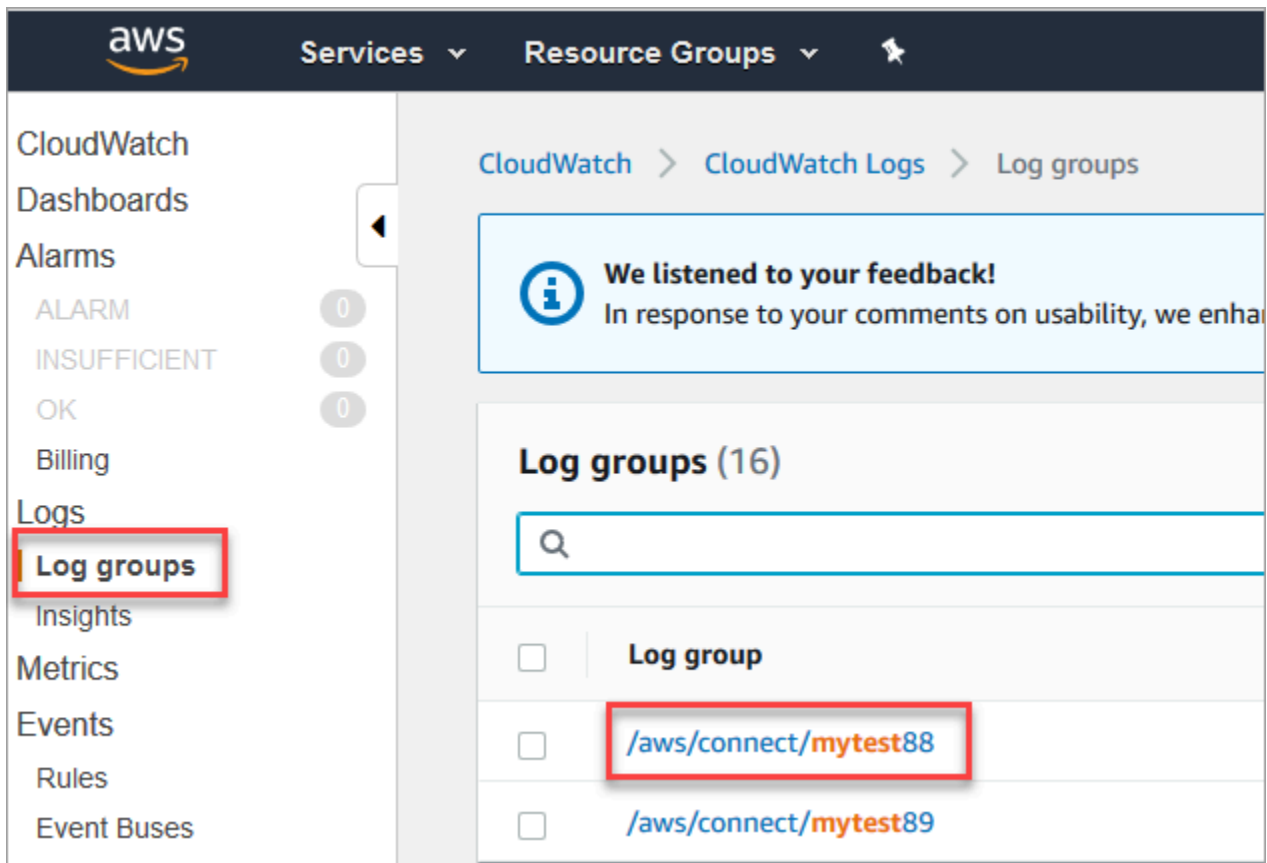 aws
Services
Resource Groups
CloudWatch
Dashboards
Alarms
ALARM 0
INSUFFICIENT 0
OK 0
Billing
Logs
Log groups
Insights
Metrics
Events
Rules
Event Buses
CloudWatch > CloudWatch Logs > Log groups
We listened to your feedback!
In response to your comments on usability, we
Log groups (16)
Log group
/aws/connect/mytest88
/aws/connect/mytest89